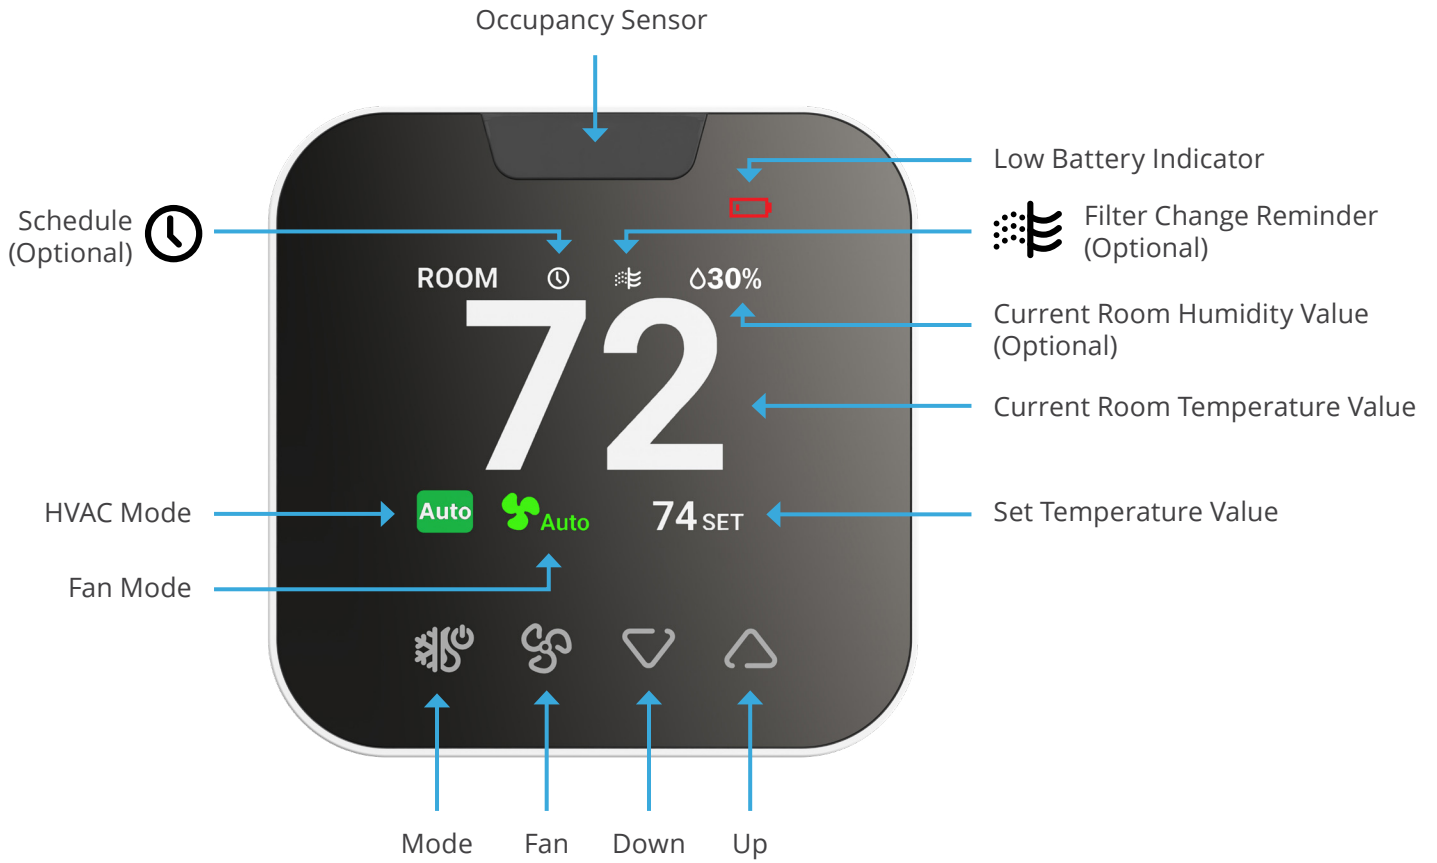 Occupancy Sensor
Low Battery Indicator
Schedule
(Optional)
Filter Change Reminder
(Optional)
ROOM
30%
Current Room Humidity Value
(Optional)
72
Current Room Temperature Value
HVAC Mode
Auto
Auto
74 SET
Set Temperature Value
Fan Mode
Mode
Fan
Down
Up